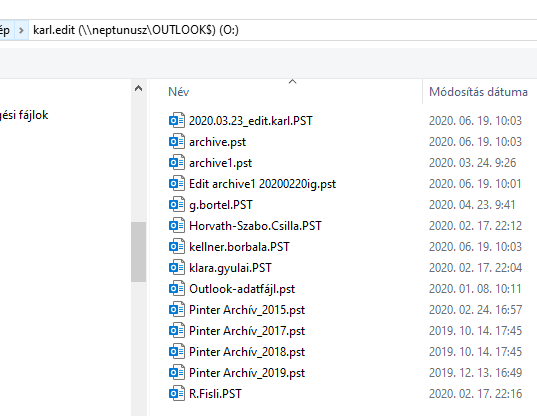 ép > karl.edit (\\neptunusz\OUTLOOK$) (O:)
ési fájlok
Név Módosítás dátuma
2020.03.23_edit.karl.PST 2020. 06. 19. 10:03
archive.pst 2020. 06. 19. 10:03
archive1.pst 2020. 03. 24. 9:26
Edit archive1 20200220ig.pst 2020. 06. 19. 10:01
g.bortel.PST 2020. 04. 23. 9:41
Horvath-Szabo.Csilla.PST 2020. 02. 17. 22:12
kellner.borbala.PST 2020. 06. 19. 10:03
klara.gyulai.PST 2020. 02. 17. 22:04
Outlook-adatfájl.pst 2020. 01. 08. 10:11
Pinter Archív_2015.pst 2020. 02. 24. 16:57
Pinter Archív_2017.pst 2019. 10. 14. 17:45
Pinter Archív_2018.pst 2019. 10. 14. 17:45
Pinter Archív_2019.pst 2019. 12. 13. 16:49
R.Fisli.PST 2020. 02. 17. 22:16